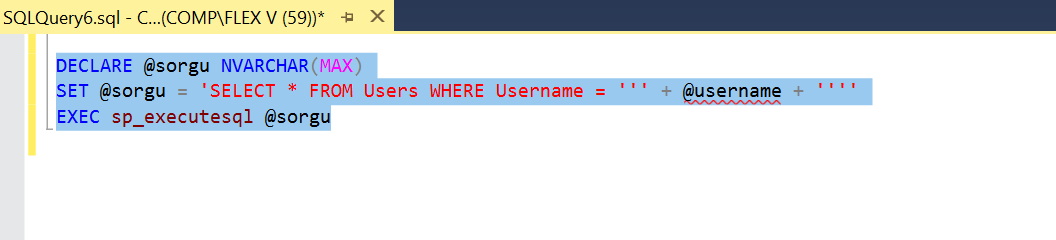 SQLQuery6.sql - C...(COMP\FLEX V (59))*
DECLARE @sorgu NVARCHAR(MAX)
SET @sorgu = 'SELECT * FROM Users WHERE Username = ''' + @username + ''''
EXEC sp_executesql @sorgu